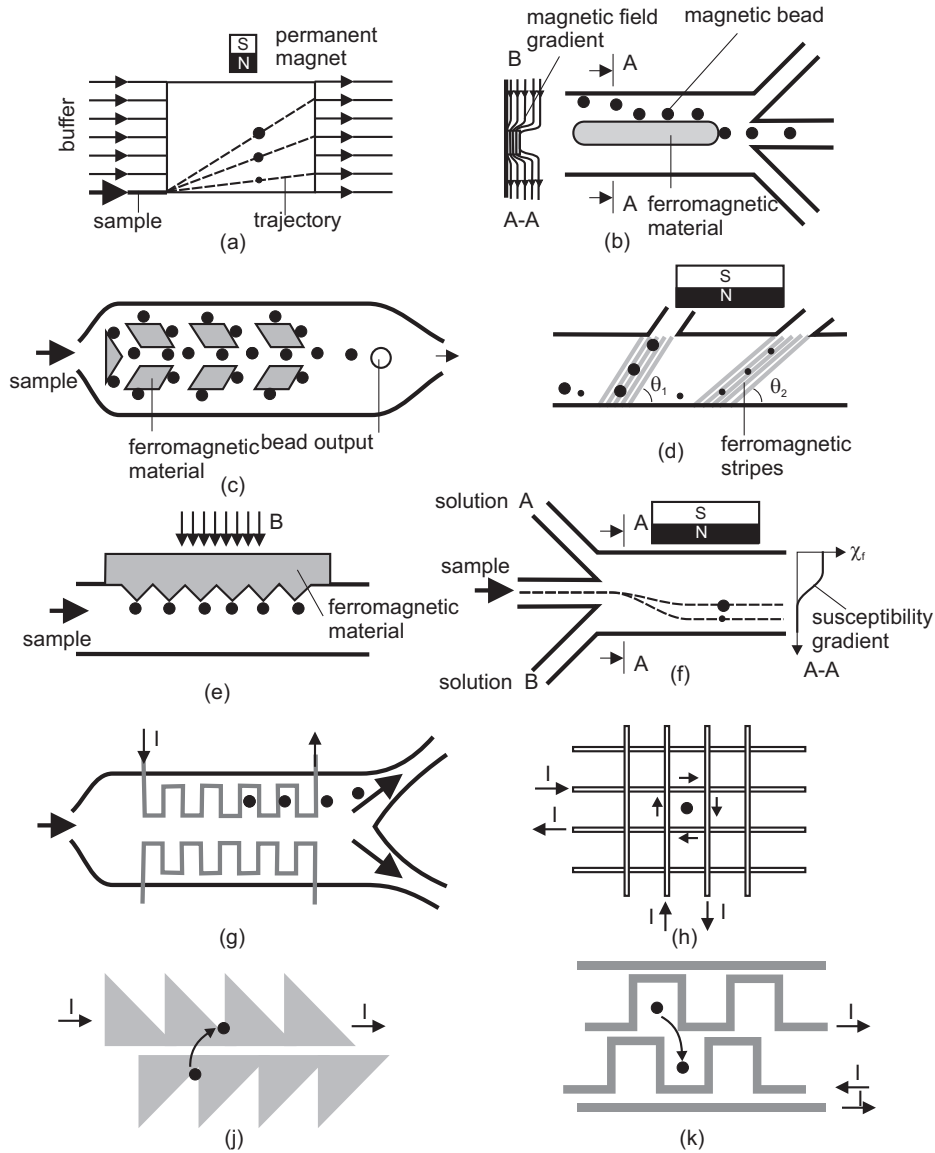 S
N
permanent
magnet
buffer
sample
trajectory
(a)
magnetic field
gradient
magnetic bead
B
A
A
A-A
ferromagnetic
material
(b)
sample
ferromagnetic
material
bead output
(c)
S
N
θ1
θ2
ferromagnetic
stripes
(d)
B
sample
ferromagnetic
material
(e)
solution A
sample
solution B
A
A
S
N
χf
susceptibility
gradient
A-A
(f)
I
(g)
I
I
I
I
(h)
I
I
(j)
I
I
I
(k)